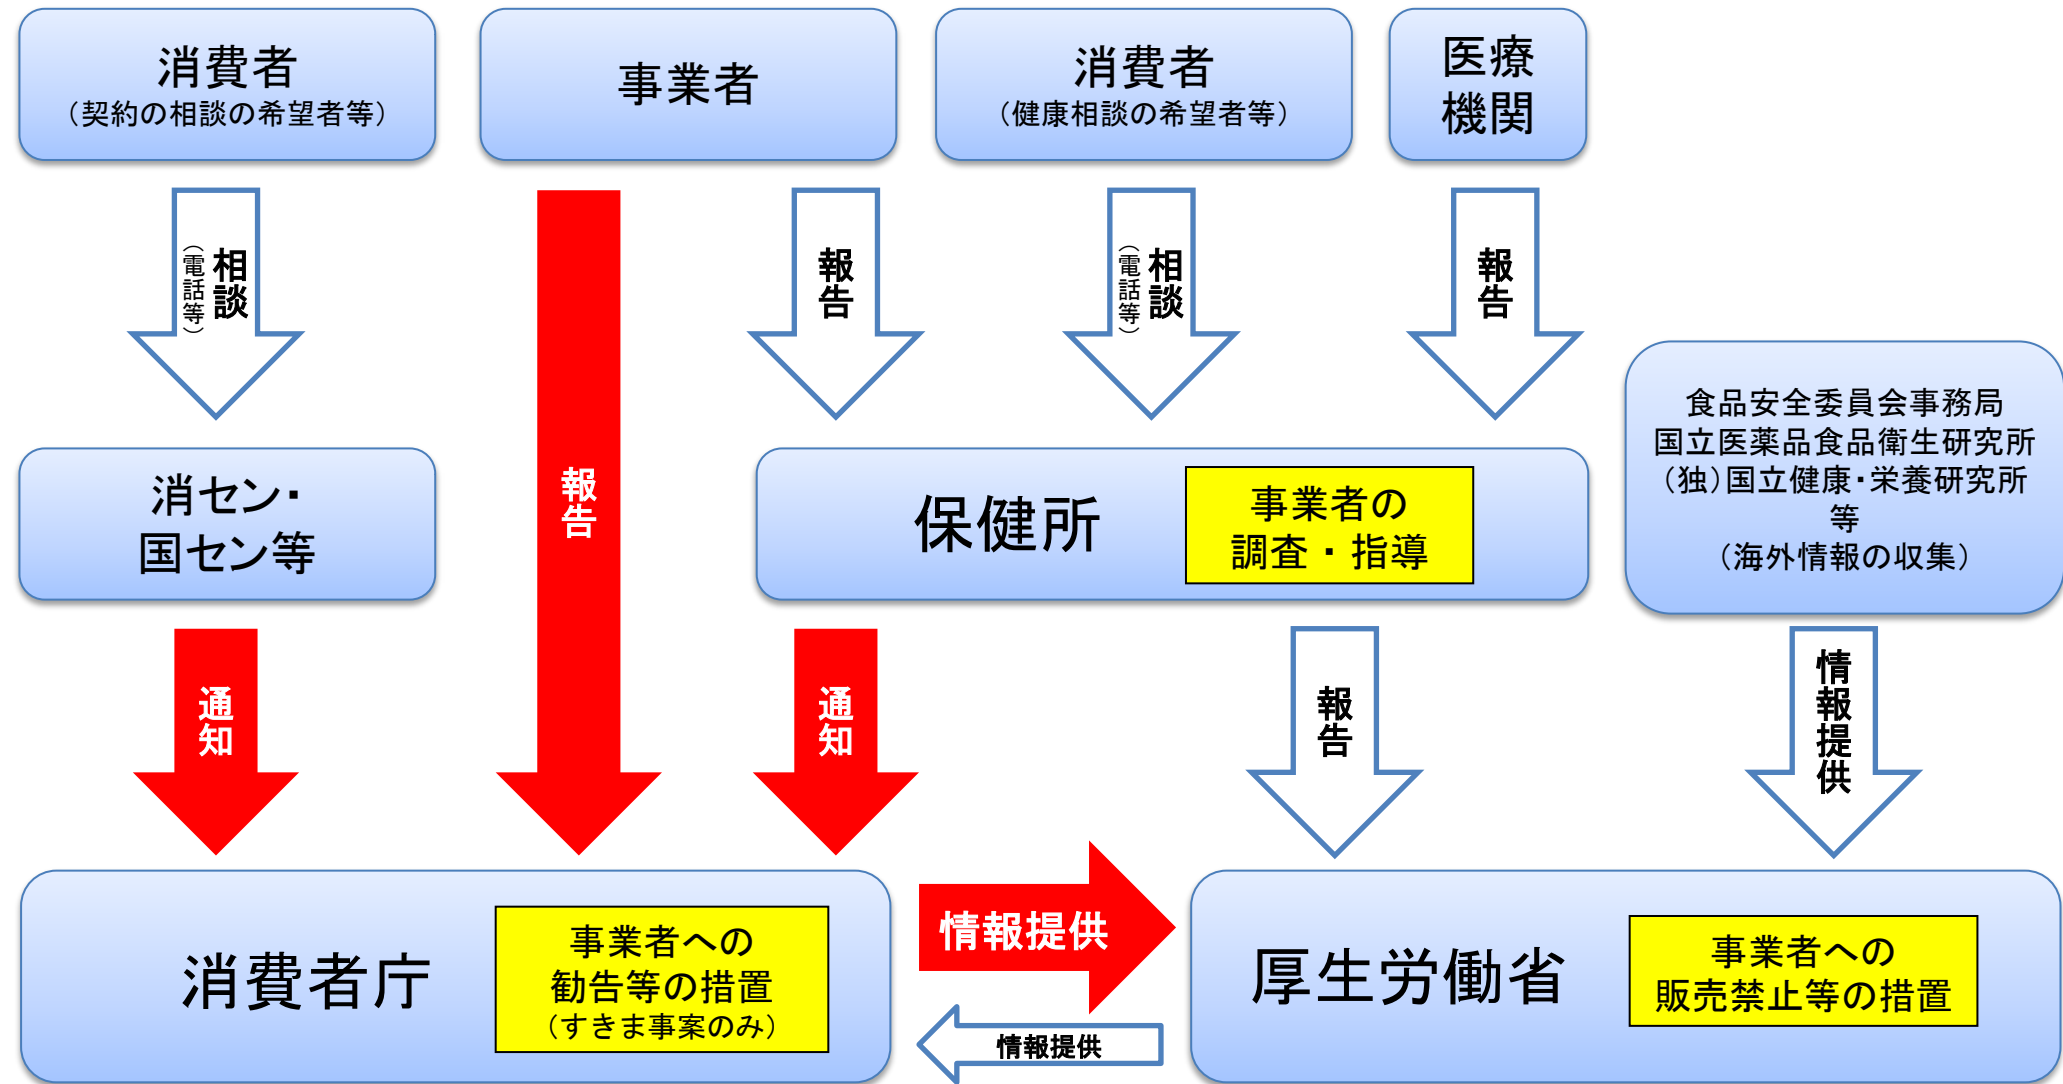 消費者
（契約の相談の希望者等）
事業者
消費者
（健康相談の希望者等）
医療
機関
相談
（電話等）
報告
報告
相談
（電話等）
報告
消セン・
国セン等
保健所
事業者の
調査・指導
食品安全委員会事務局
国立医薬品食品衛生研究所
（独）国立健康・栄養研究所
等
（海外情報の収集）
通知
通知
報告
情報提供
消費者庁
事業者への
勧告等の措置
（すきま事案のみ）
情報提供
情報提供
厚生労働省
事業者への
販売禁止等の措置